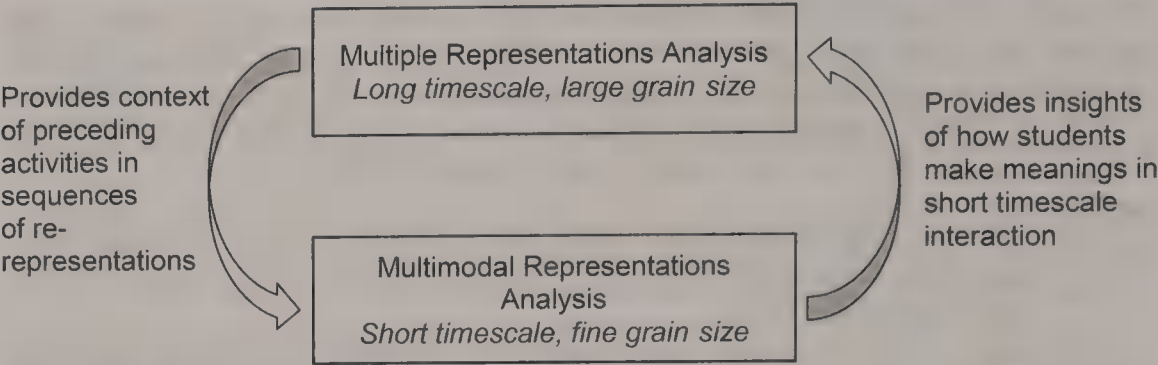 Multiple Representations Analysis
Long timescale, large grain size
Provides context
of preceding
activities in
sequences
of re-
representations
Provides insights
of how students
make meanings in
short timescale
interaction
Multimodal Representations
Analysis
Short timescale, fine grain size